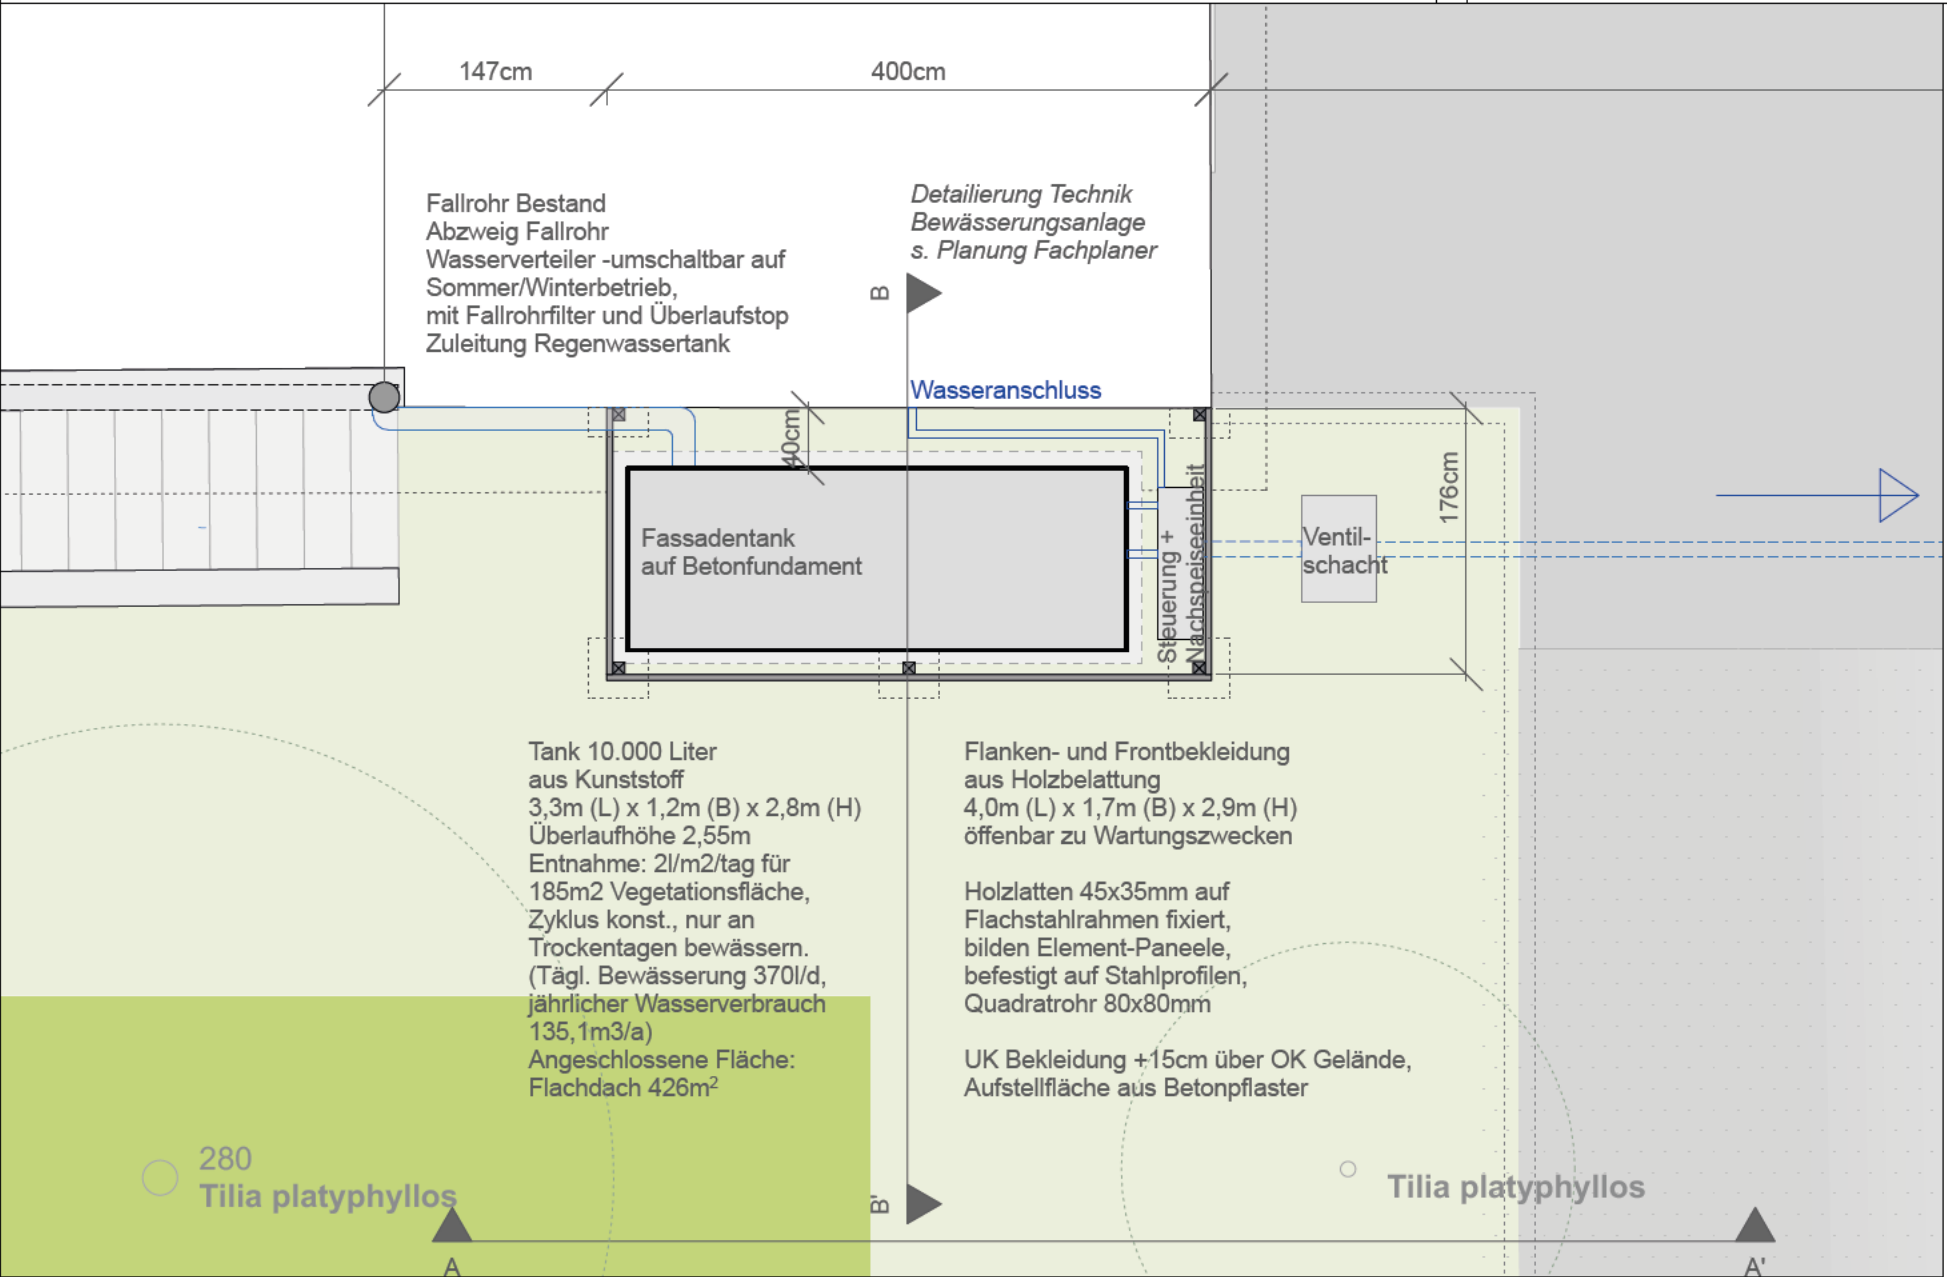 147cm
400cm
Fallrohr Bestand
Abzweig Fallrohr
Wasserverteiler -umschaltbar auf
Sommer/Winterbetrieb,
mit Fallrohrfilter und Überlaufstop
Zuleitung Regenwassertank
Detailierung Technik
Bewässerungsanlage
s. Planung Fachplaner
B
Wasseranschluss
40cm
176cm
Fassadentank
auf Betonfundament
Steuerung +
Nachspeiseeinheit
Ventil-
schacht
Tank 10.000 Liter
aus Kunststoff
3,3m (L) x 1,2m (B) x 2,8m (H)
Überlaufhöhe 2,55m
Entnahme: 2l/m2/tag für
185m2 Vegetationsfläche,
Zyklus konst., nur an
Trockentagen bewässern.
(Tägl. Bewässerung 370l/d,
jährlicher Wasserverbrauch
135,1m3/a)
Angeschlossene Fläche:
Flachdach 426m²
Flanken- und Frontbekleidung
aus Holzbelattung
4,0m (L) x 1,7m (B) x 2,9m (H)
öffenbar zu Wartungszwecken
Holzlatten 45x35mm auf
Flachstahlrahmen fixiert,
bilden Element-Paneele,
befestigt auf Stahlprofilen,
Quadratrohr 80x80mm
UK Bekleidung +15cm über OK Gelände,
Aufstellfläche aus Betonpflaster
280
Tilia platyphyllos
B'
Tilia platyphyllos
A
A'